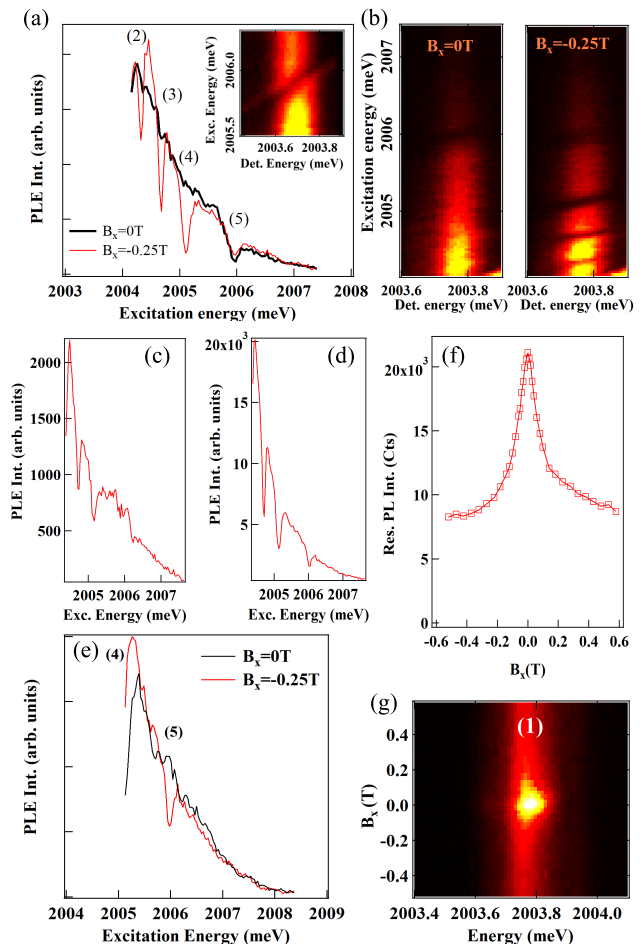 (a)
PLE Int. (arb. units)
(2)
(3)
(4)
(5)
B_x=0T
B_x=-0.25T
2003 2004 2005 2006 2007 2008
Excitation energy (meV)
Exc. Energy (meV)
2005.5 2006.0
2003.6 2003.8
Det. Energy (meV)
(b)
Excitation energy (meV)
2007
2006
2005
B_x=0T
B_x=-0.25T
2003.8 2003.8
Det. energy (meV) Det. energy (meV)
(c)
PLE Int. (arb. units)
2000
1500
1000
500
2005 2006 2007
Exc. Energy (meV)
(d)
PLE Int. (arb. units)
20x10³
15
10
5
2005 2006 2007
Exc. Energy (meV)
(f)
Res. PL Int. (Cts)
20x10³
15
10
5
0
-0.6 -0.4 -0.2 0.0 0.2 0.4 0.6
B_x(T)
(e)
PLE Int. (arb. units)
(4)
(5)
B_x=0T
B_x=-0.25T
2004 2005 2006 2007 2008 2009
Excitation Energy (meV)
(g)
(1)
B_x (T)
0.4
0.2
0.0
-0.2
-0.4
2003.4 2003.6 2003.8 2004.0
Energy (meV)